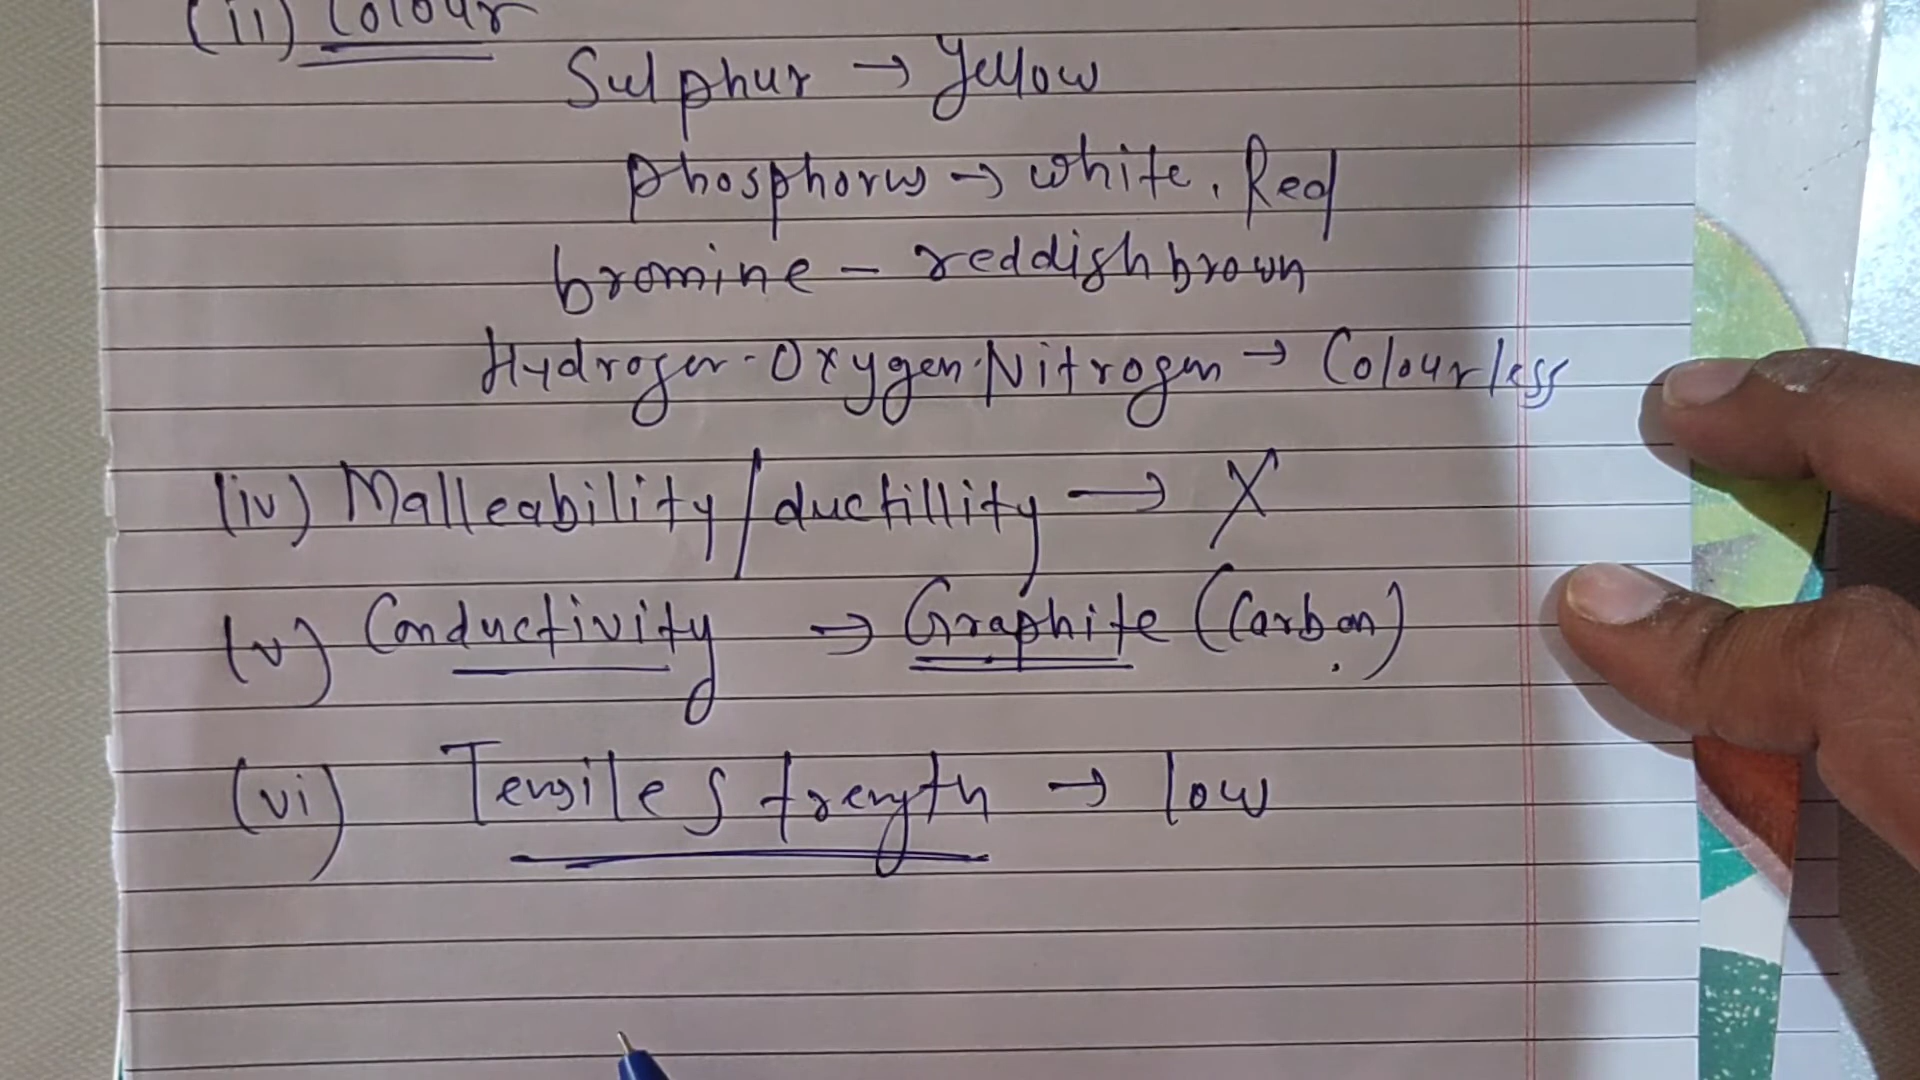 (iii) Colour
Sulphur → Yellow
Phosphorus → white, Red
bromine - reddish brown
Hydrogen - Oxygen - Nitrogen → Colourless
(iv) Malleability / ductillity → X
(v) Conductivity → Graphite (Carbon)
(vi) Tensile Strength → low